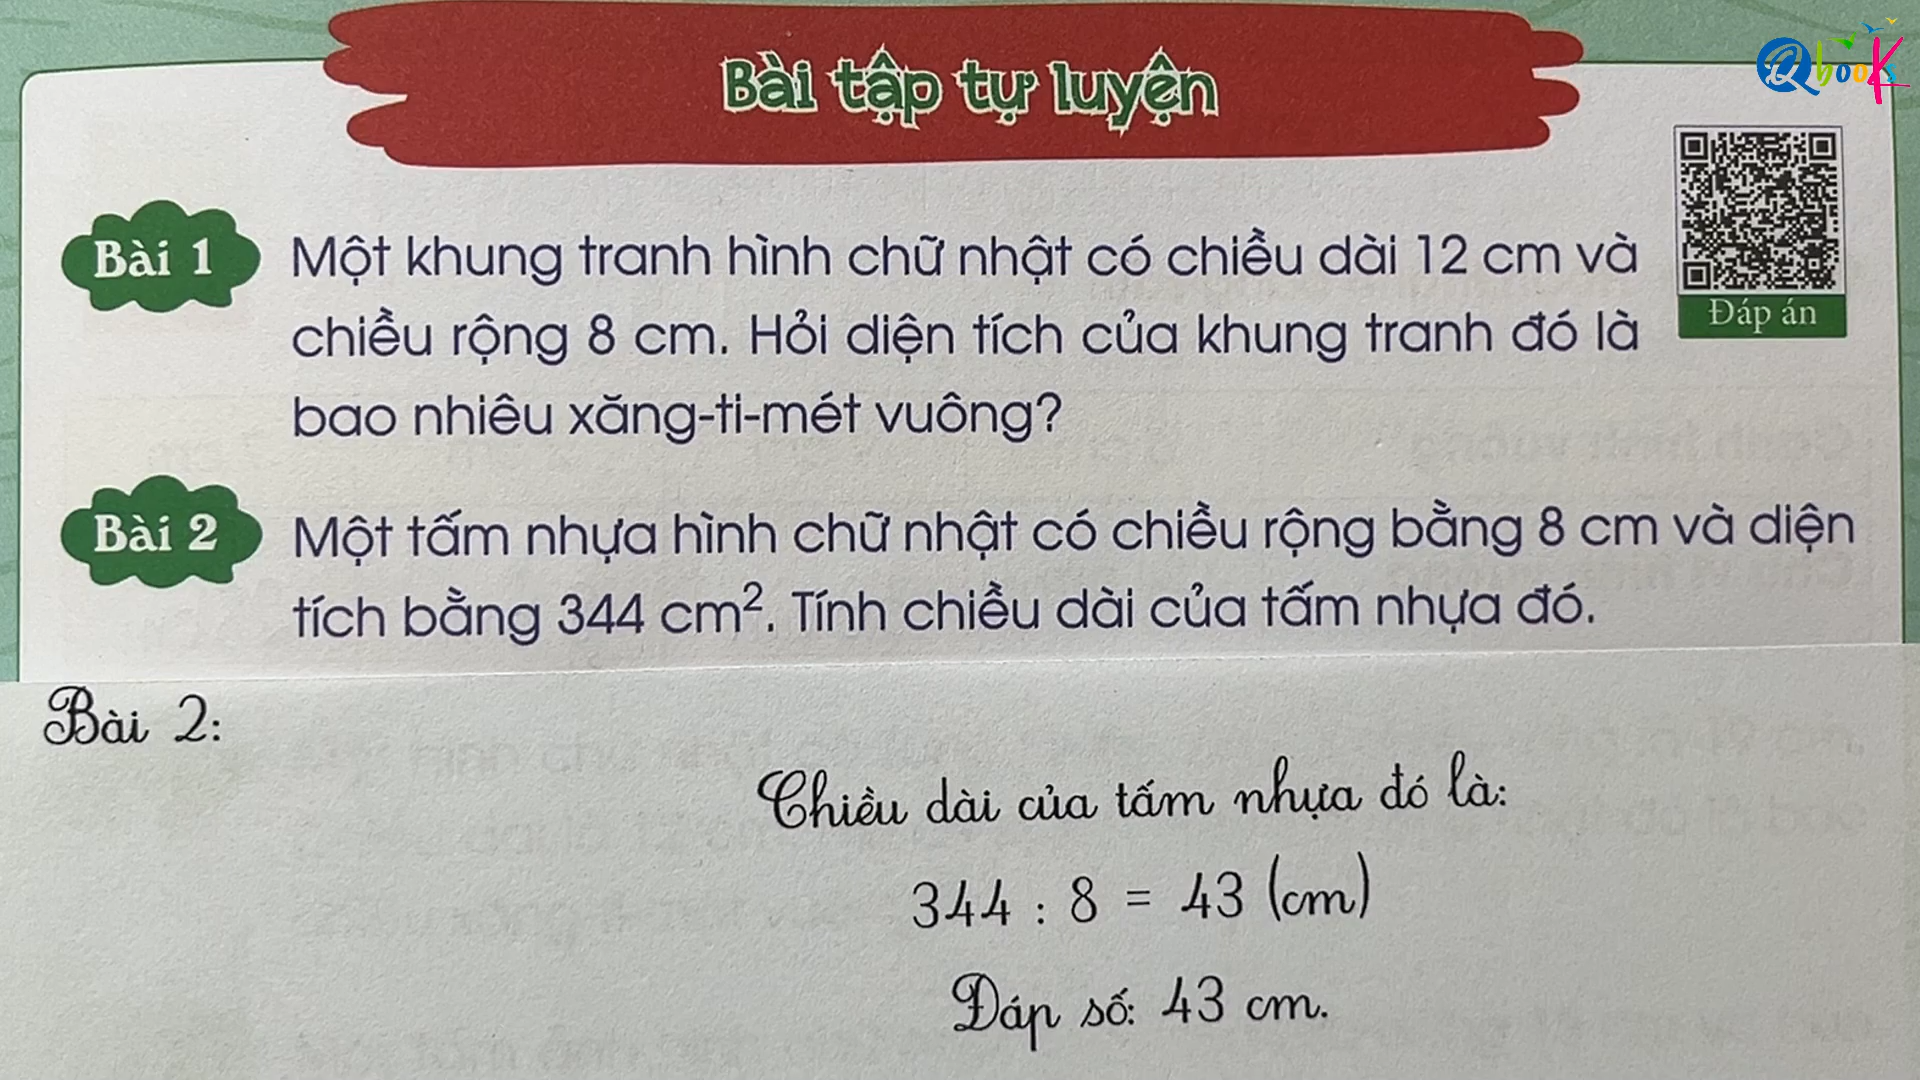 Qbooks
Bài tập tự luyện
Bài 1
Một khung tranh hình chữ nhật có chiều dài 12 cm và
chiều rộng 8 cm. Hỏi diện tích của khung tranh đó là
bao nhiêu xăng-ti-mét vuông?
Đáp án
Bài 2
Một tấm nhựa hình chữ nhật có chiều rộng bằng 8 cm và diện
tích bằng 344 cm². Tính chiều dài của tấm nhựa đó.
Bài 2:
Chiều dài của tấm nhựa đó là:
344 : 8 = 43 (cm)
Đáp số: 43 cm.